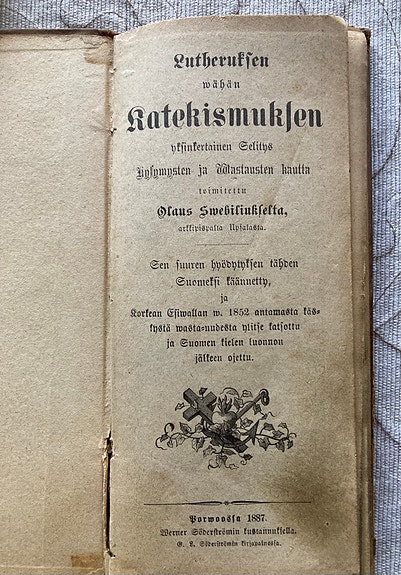 Lutheruksen
wähän
Katekismuksen
yksinkertainen Selitys
Kysymysten ja Wastausten kautta
toimitettu
Olaus Swebiliukselta,
arkkipispalta Upsalasta.
Sen suuren hyödytyksen tähden
Suomeksi käännetty,
ja
Korkean Esiwallan w. 1852 antamasta käs-
kystä wasta-uudesta ylitse katsottu
ja Suomen kielen luonnon
jälkeen ojettu.
Porwoossa 1887.
Werner Söderströmin kustannuksella.
G. L. Söderströmin kirjapainossa.